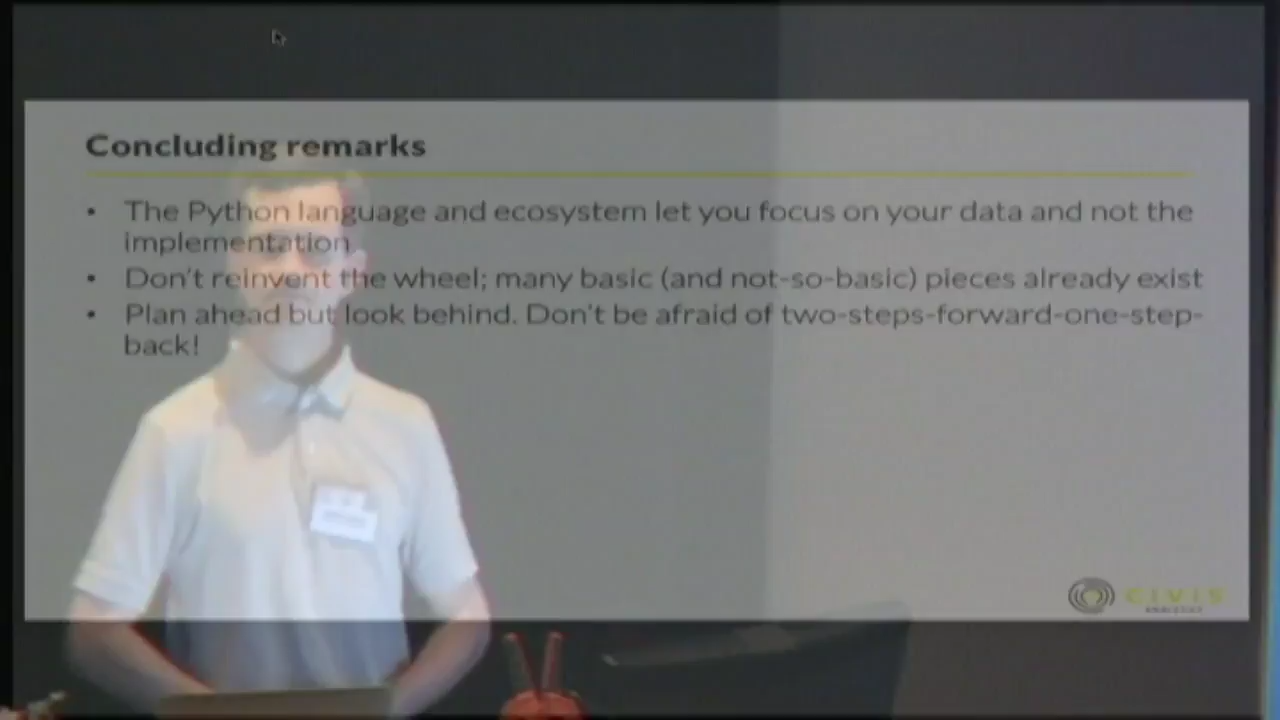 Concluding remarks
• The Python language and ecosystem let you focus on your data and not the
implementation
• Don't reinvent the wheel; many basic (and not-so-basic) pieces already exist
• Plan ahead but look behind. Don't be afraid of two-steps-forward-one-step-
back!
CIVIS
ANALYTICS